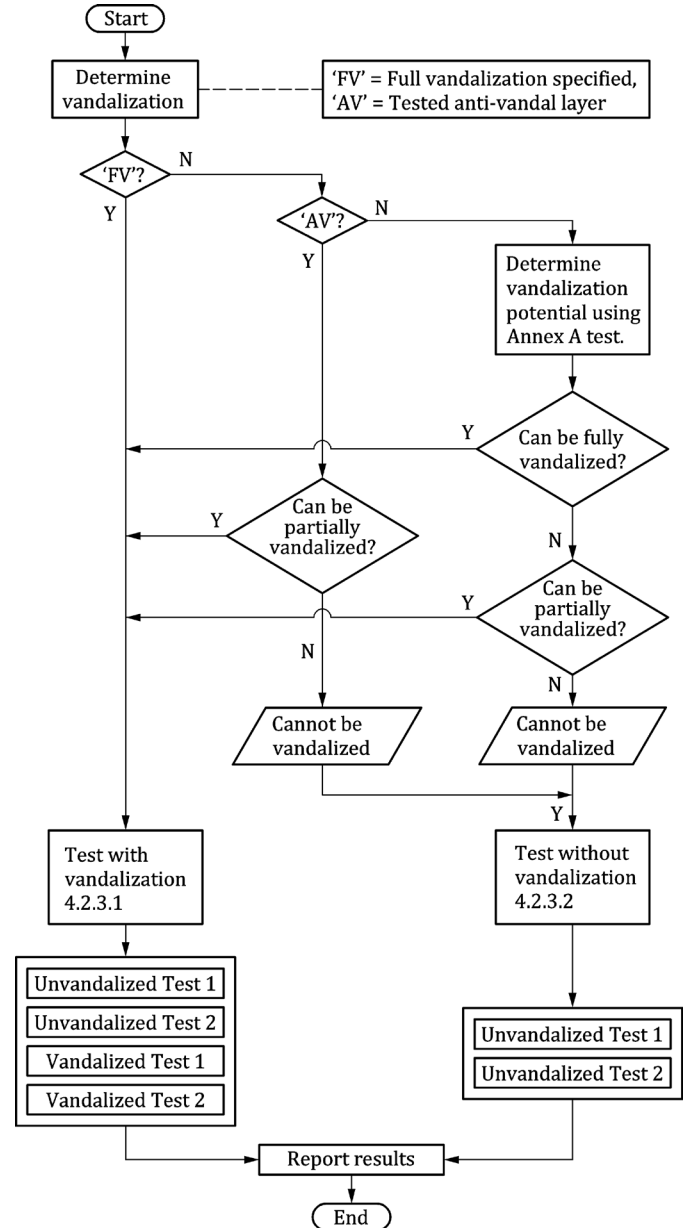 Start
Determine
vandalization
‘FV’ = Full vandalization specified,
‘AV’ = Tested anti-vandal layer
‘FV’?
N
Y
‘AV’?
N
Y
Determine
vandalization
potential using
Annex A test.
Can be fully
vandalized?
Y
N
Can be
partially
vandalized?
Y
N
Can be
partially
vandalized?
Y
N
Cannot be
vandalized
Cannot be
vandalized
Y
Test with
vandalization
4.2.3.1
Test without
vandalization
4.2.3.2
Unvandalized Test 1
Unvandalized Test 2
Vandalized Test 1
Vandalized Test 2
Unvandalized Test 1
Unvandalized Test 2
Report results
End